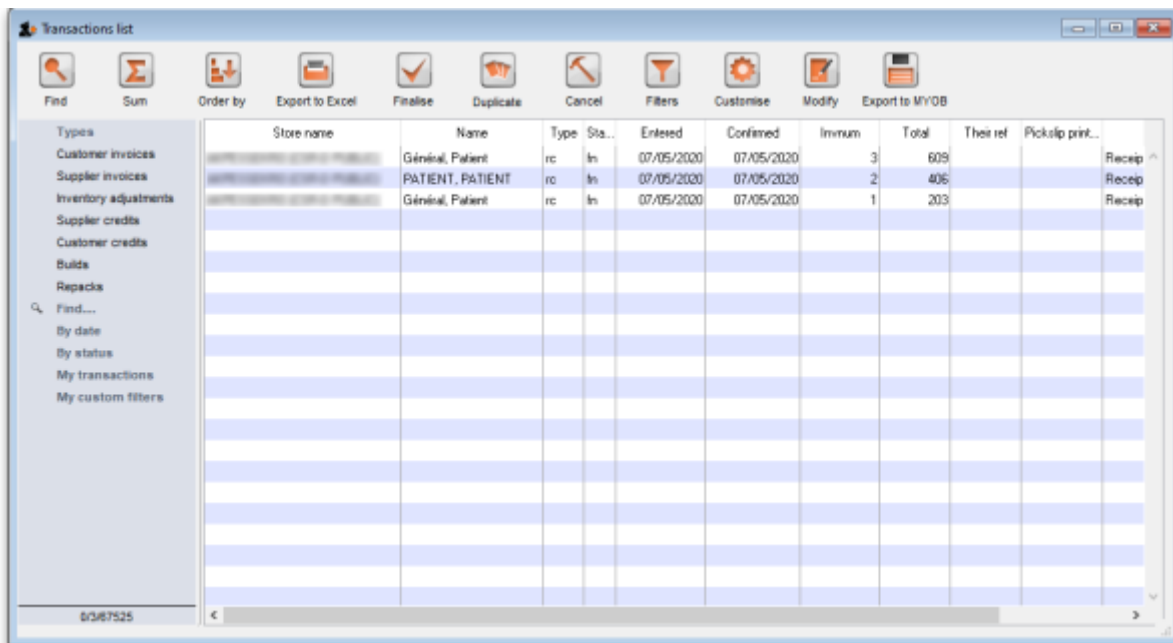 Transactions list
Find Sum Order by Export to Excel Finalise Duplicate Cancel Filters Customise Modify Export to MYOB
Types
Customer invoices
Supplier invoices
Inventory adjustments
Supplier credits
Customer credits
Builds
Repacks
Find....
By date
By status
My transactions
My custom filters
0/3/67525
Store name Name Type Sta... Entered Confirmed Invnum Total Their ref Pickslip print...
Général, Patient rc fn 07/05/2020 07/05/2020 3 609 Receip
PATIENT, PATIENT rc fn 07/05/2020 07/05/2020 2 406 Receip
Général, Patient rc fn 07/05/2020 07/05/2020 1 203 Receip